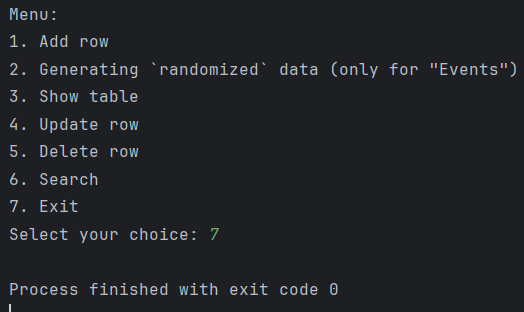 Menu:
1. Add row
2. Generating `randomized` data (only for "Events")
3. Show table
4. Update row
5. Delete row
6. Search
7. Exit
Select your choice: 7
Process finished with exit code 0